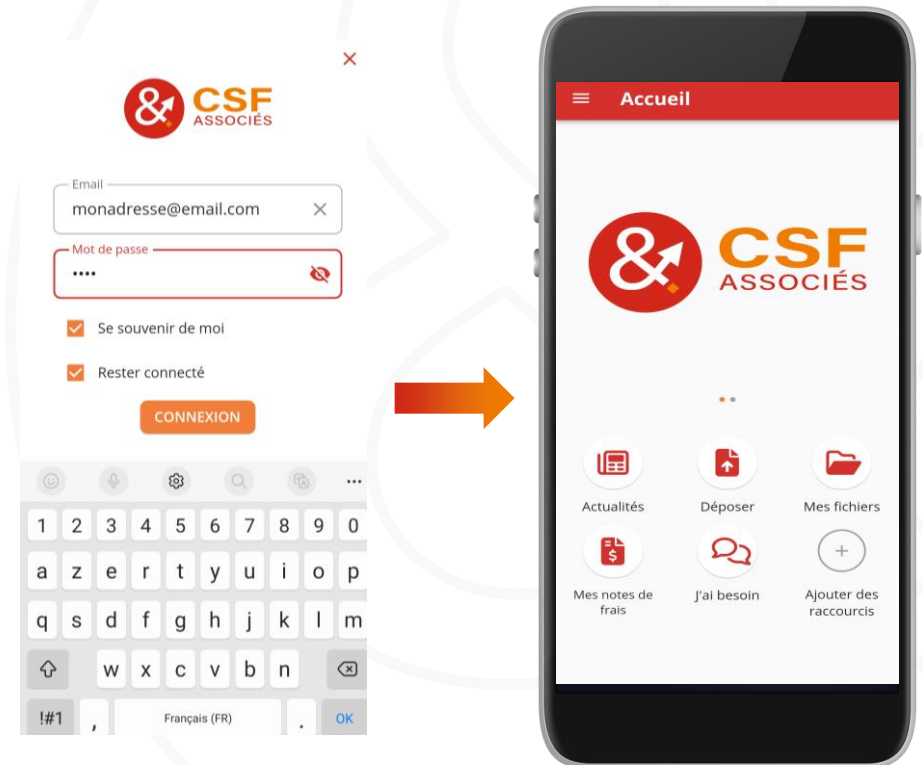 & CSF
ASSOCIÉS
Email
monadresse@email.com
Mot de passe
••••
Se souvenir de moi
Rester connecté
CONNEXION
1 2 3 4 5 6 7 8 9 0
a z e r t y u i o p
q s d f g h j k l m
w x c v b n
!#1 , Français (FR) . OK
Accueil
& CSF
ASSOCIÉS
Actualités Déposer Mes fichiers
Mes notes de frais J'ai besoin Ajouter des raccourcis